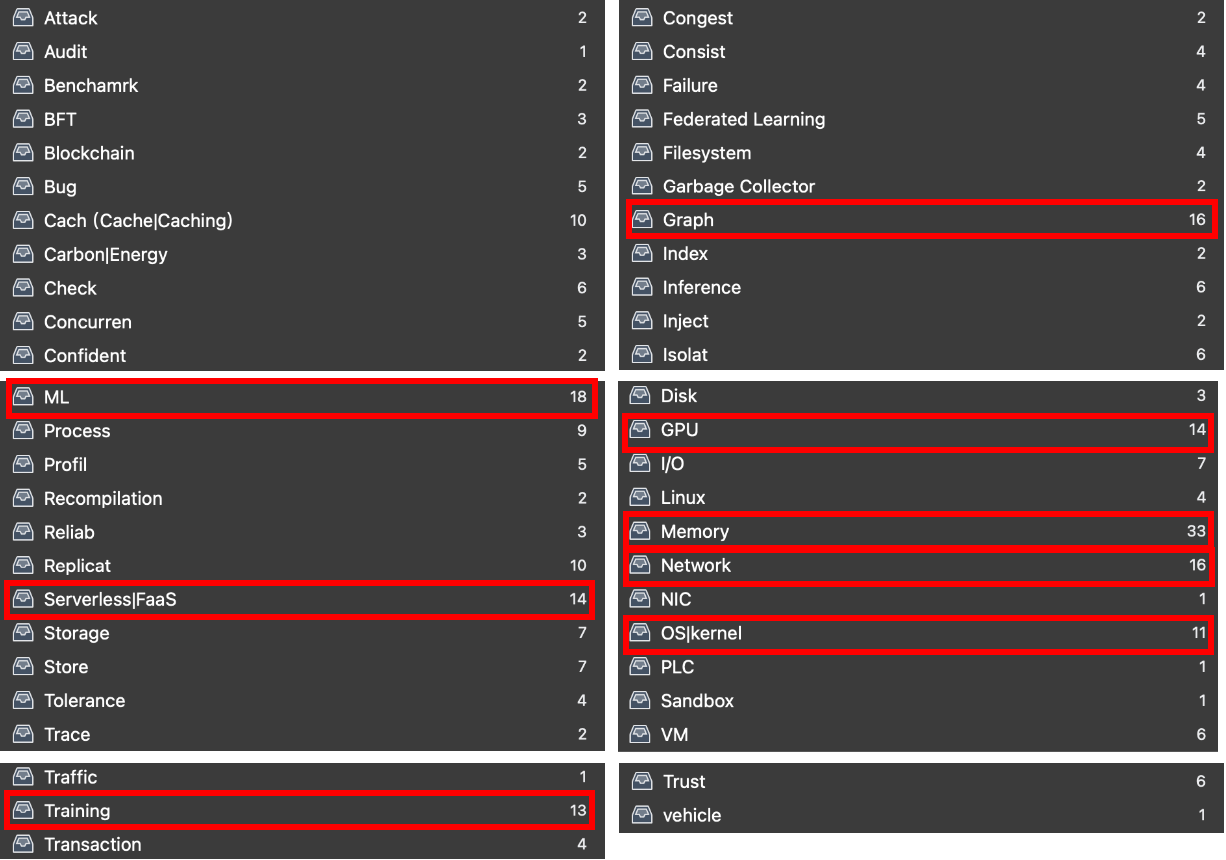 Attack 2
Audit 1
Benchamrk 2
BFT 3
Blockchain 2
Bug 5
Cach (Cache|Caching) 10
Carbon|Energy 3
Check 6
Concurren 5
Confident 2
Congest 2
Consist 4
Failure 4
Federated Learning 5
Filesystem 4
Garbage Collector 2
Graph 16
Index 2
Inference 6
Inject 2
Isolat 6
ML 18
Process 9
Profil 5
Recompilation 2
Reliab 3
Replicat 10
Serverless|FaaS 14
Storage 7
Store 7
Tolerance 4
Trace 2
Disk 3
GPU 14
I/O 7
Linux 4
Memory 33
Network 16
NIC 1
OS|kernel 11
PLC 1
Sandbox 1
VM 6
Traffic 1
Training 13
Transaction 4
Trust 6
vehicle 1